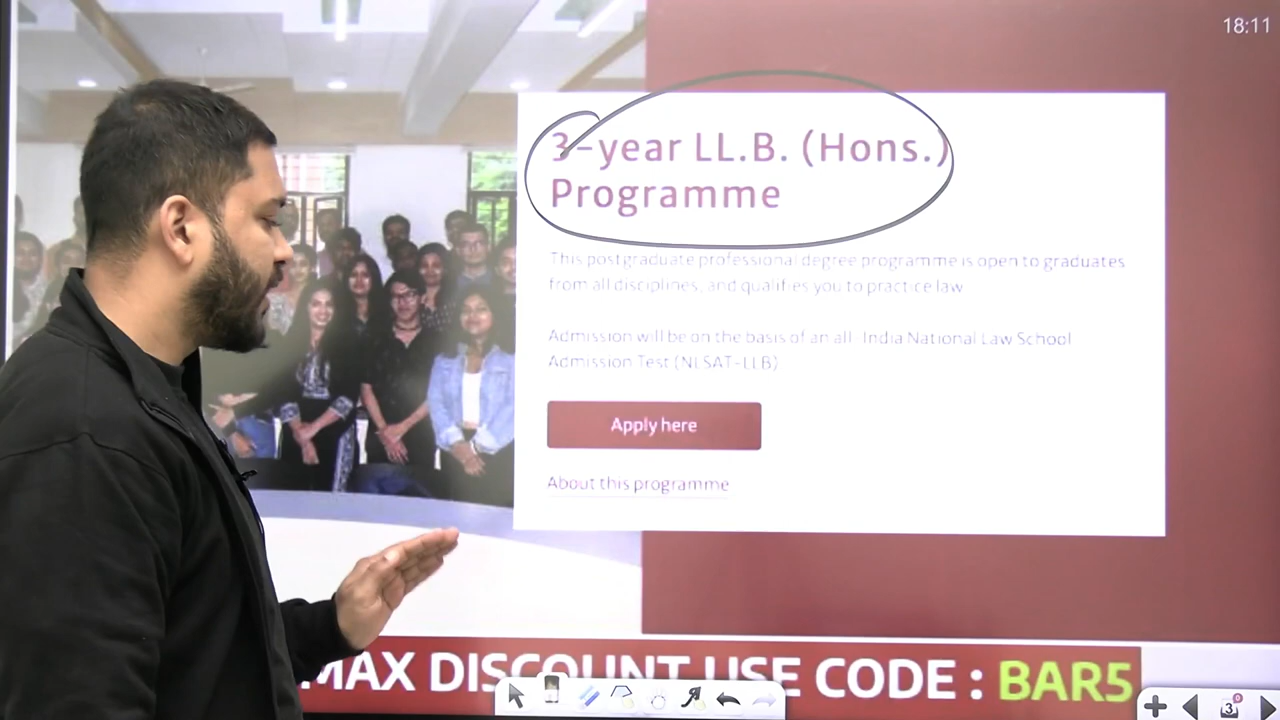 18:11
3-year LL.B. (Hons.)
Programme
This postgraduate professional degree programme is open to graduates
from all disciplines, and qualifies you to practice law
Admission will be on the basis of an all India National Law School
Admission Test (NLSAT-LLB)
Apply here
About this programme
MAX DISCOUNT USE CODE : BAR5
3
0